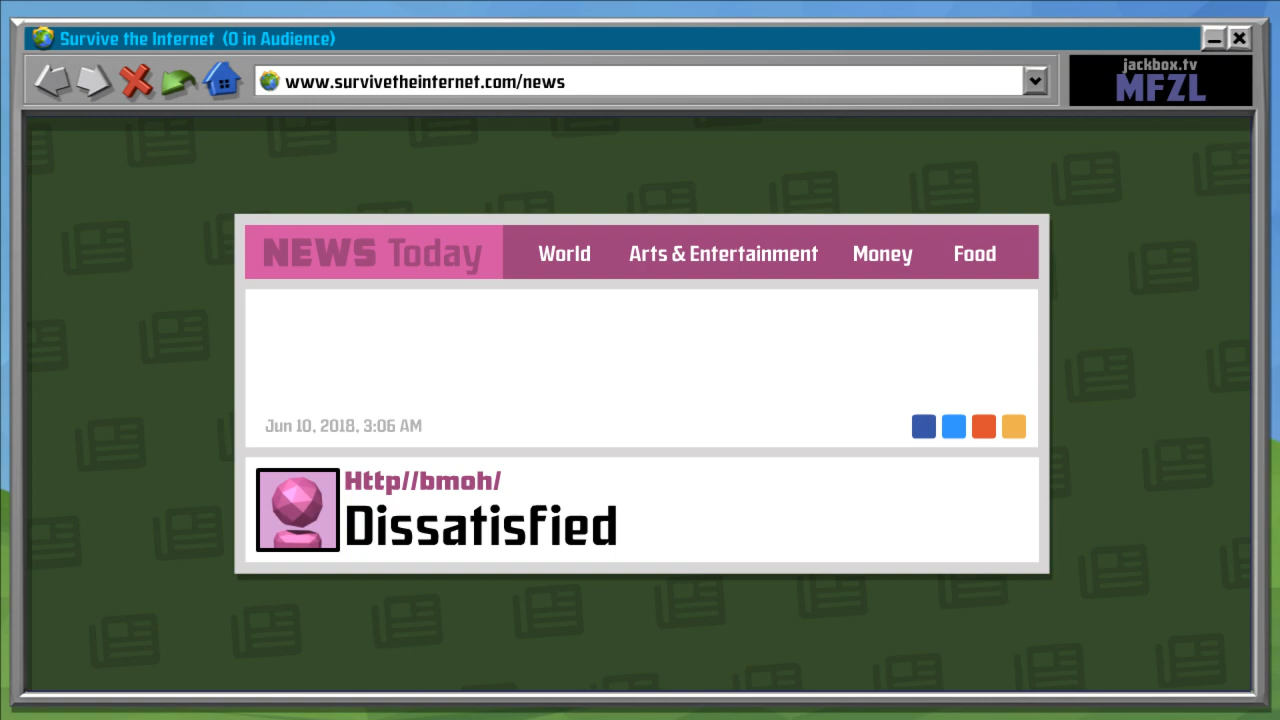 Survive the Internet (0 in Audience)
www.survivetheinternet.com/news
jackbox.tv
MFZL
NEWS Today World Arts & Entertainment Money Food
Jun 10, 2018, 3:06 AM
Http//bmoh/
Dissatisfied